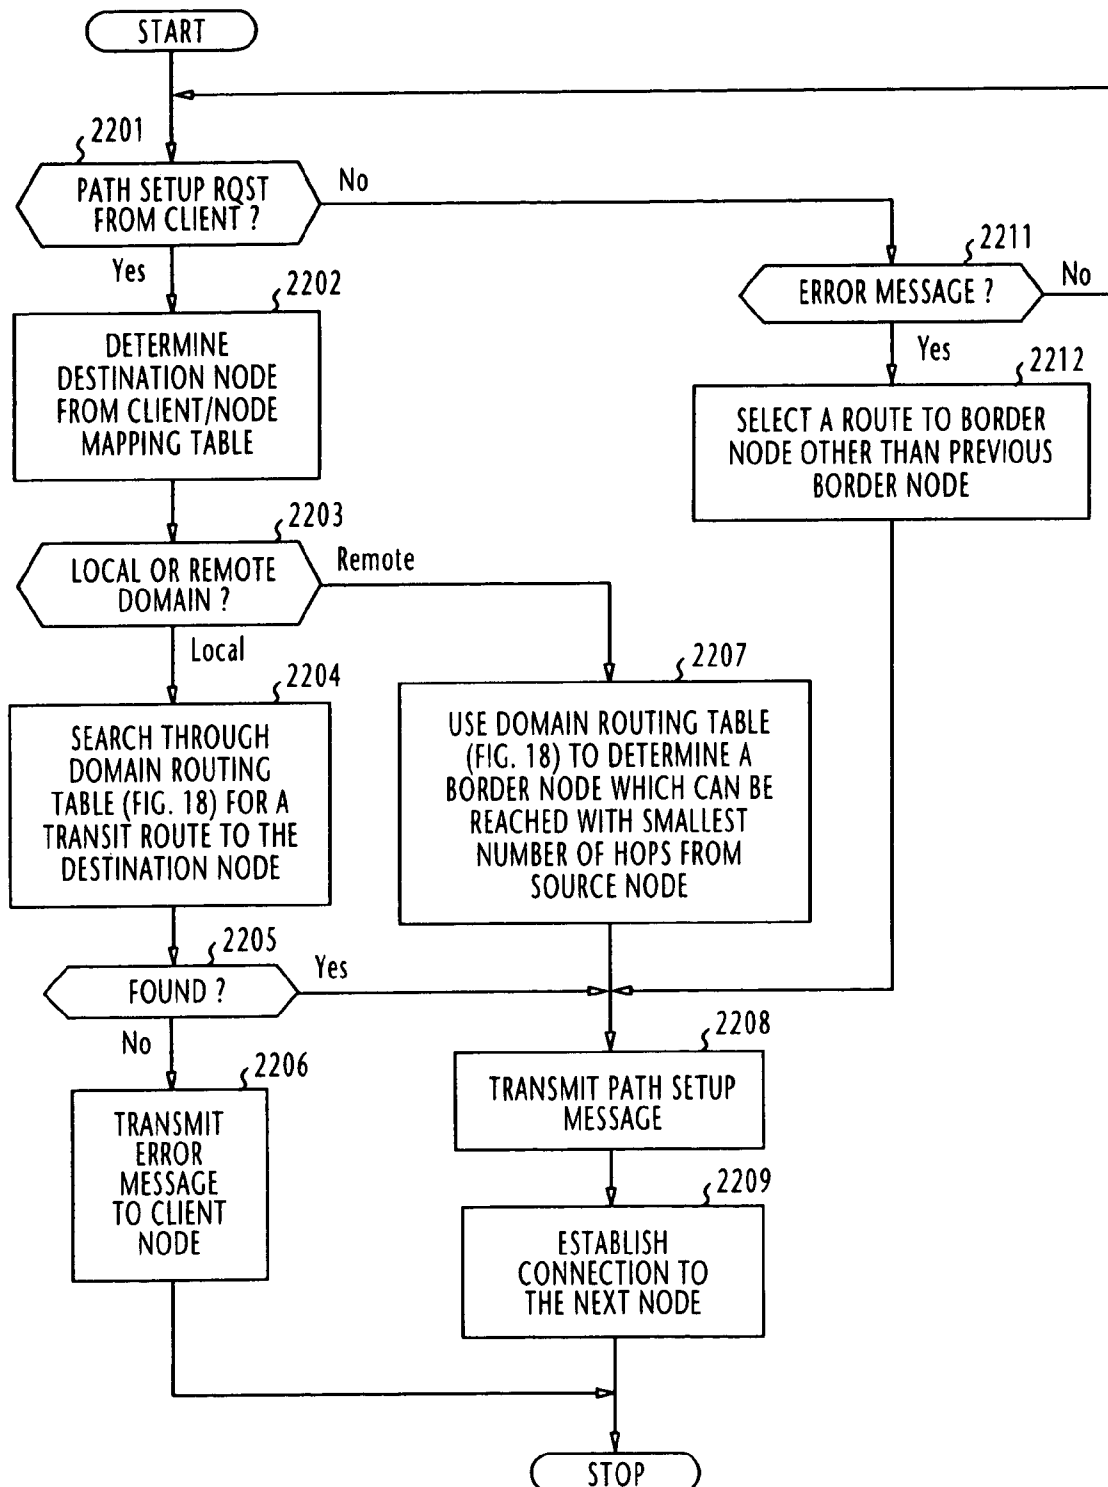 START
2201
PATH SETUP RQST
FROM CLIENT ?
No
Yes
2211
ERROR MESSAGE ?
No
Yes
2202
DETERMINE
DESTINATION NODE
FROM CLIENT/NODE
MAPPING TABLE
2212
SELECT A ROUTE TO BORDER
NODE OTHER THAN PREVIOUS
BORDER NODE
2203
LOCAL OR REMOTE
DOMAIN ?
Remote
Local
2204
SEARCH THROUGH
DOMAIN ROUTING
TABLE (FIG. 18) FOR A
TRANSIT ROUTE TO THE
DESTINATION NODE
2207
USE DOMAIN ROUTING TABLE
(FIG. 18) TO DETERMINE A
BORDER NODE WHICH CAN BE
REACHED WITH SMALLEST
NUMBER OF HOPS FROM
SOURCE NODE
2205
FOUND ?
Yes
No
2206
TRANSMIT
ERROR
MESSAGE
TO CLIENT
NODE
2208
TRANSMIT PATH SETUP
MESSAGE
2209
ESTABLISH
CONNECTION TO
THE NEXT NODE
STOP